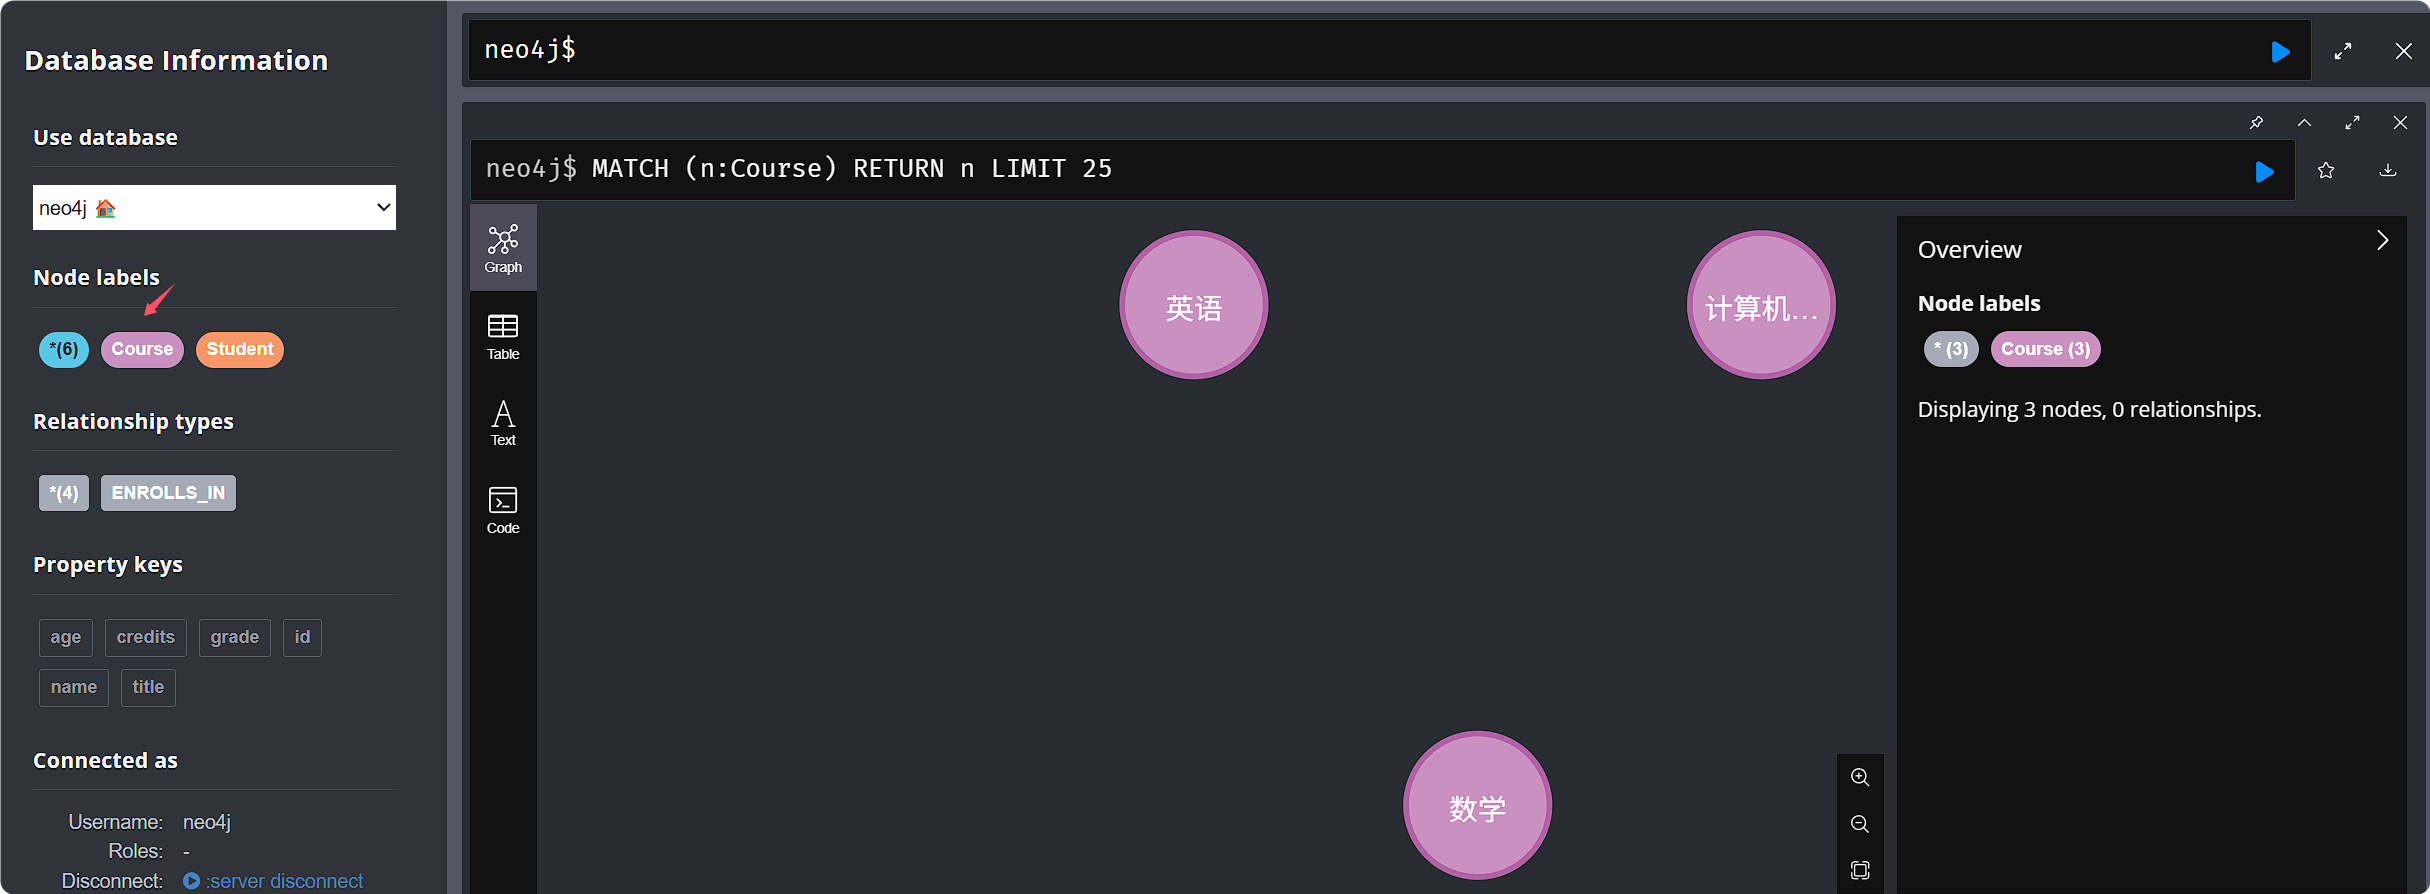 Database Information
Use database
neo4j
Node labels
*(6) Course Student
Relationship types
*(4) ENROLLS_IN
Property keys
age credits grade id
name title
Connected as
Username: neo4j
Roles: -
Disconnect: :server disconnect
neo4j$
neo4j$ MATCH (n:Course) RETURN n LIMIT 25
Graph
Table
Text
Code
英语
计算机...
数学
Overview
Node labels
* (3) Course (3)
Displaying 3 nodes, 0 relationships.